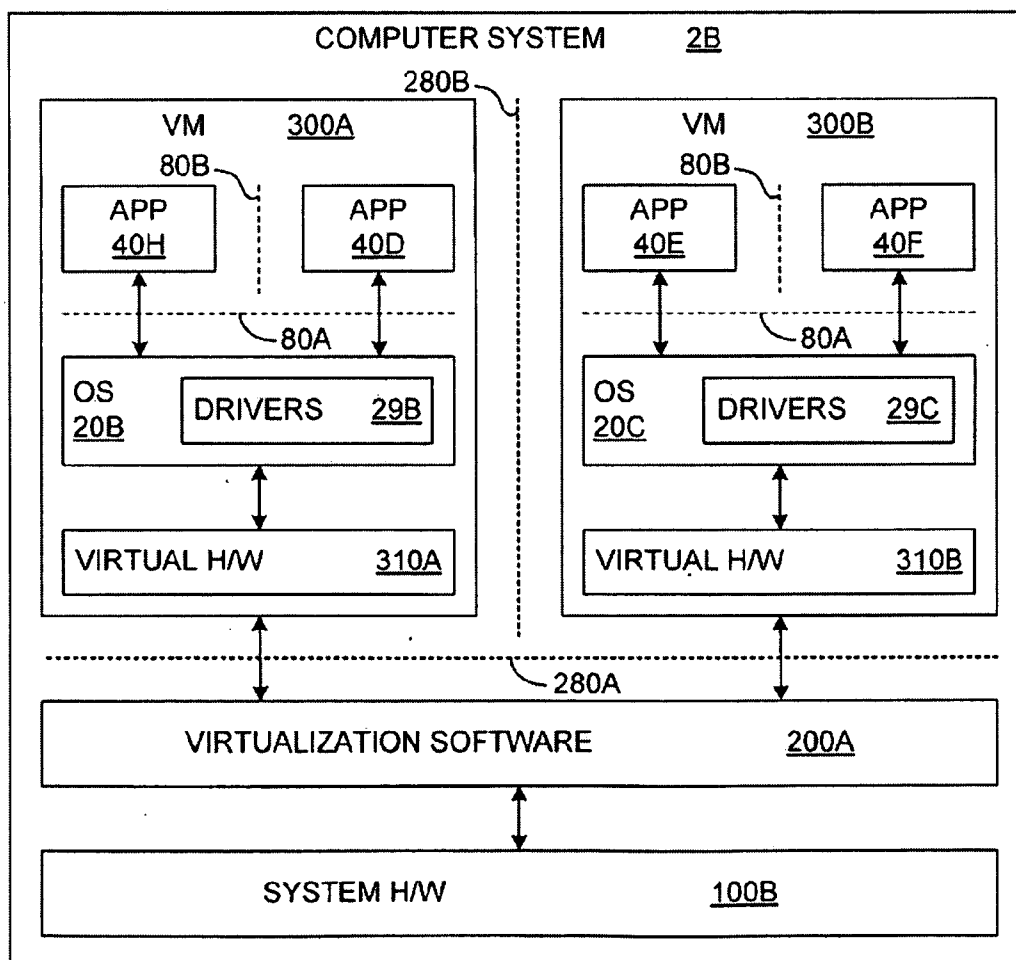 COMPUTER SYSTEM 2B
280B
VM 300A
VM 300B
80B
80B
APP
40H
APP
40D
APP
40E
APP
40F
80A
80A
OS
20B
DRIVERS 29B
OS
20C
DRIVERS 29C
VIRTUAL H/W 310A
VIRTUAL H/W 310B
280A
VIRTUALIZATION SOFTWARE 200A
SYSTEM H/W 100B